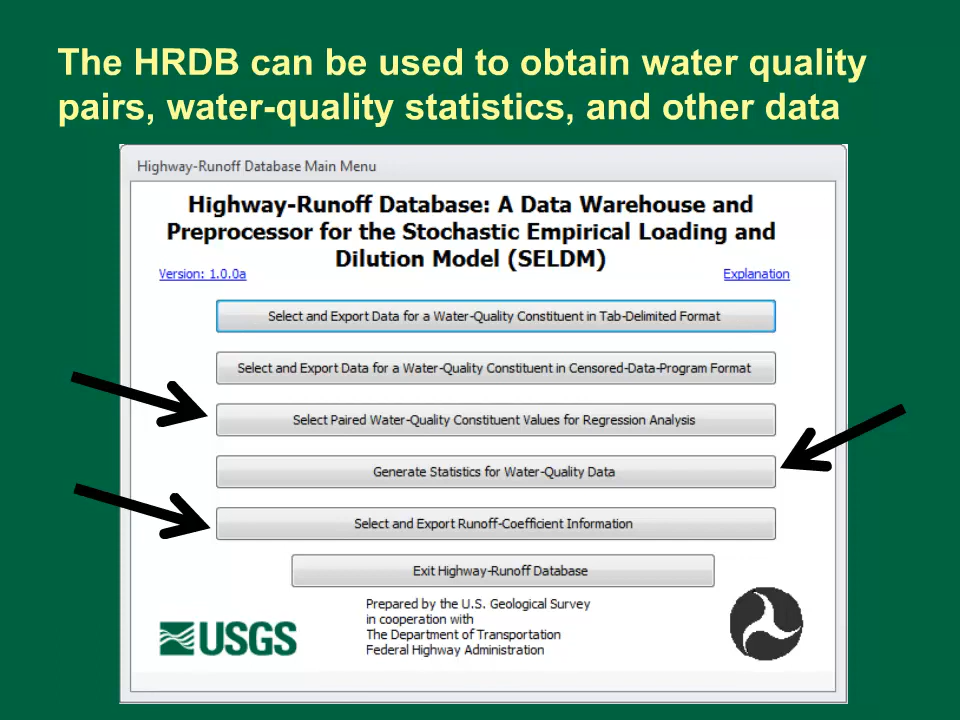 The HRDB can be used to obtain water quality
pairs, water-quality statistics, and other data
Highway-Runoff Database Main Menu
Highway-Runoff Database: A Data Warehouse and
Preprocessor for the Stochastic Empirical Loading and
Dilution Model (SELDM)
Version: 1.0.0a
Explanation
Select and Export Data for a Water-Quality Constituent in Tab-Delimited Format
Select and Export Data for a Water-Quality Constituent in Censored-Data-Program Format
Select Paired Water-Quality Constituent Values for Regression Analysis
Generate Statistics for Water-Quality Data
Select and Export Runoff-Coefficient Information
Exit Highway-Runoff Database
Prepared by the U.S. Geological Survey
in cooperation with
The Department of Transportation
Federal Highway Administration
USGS